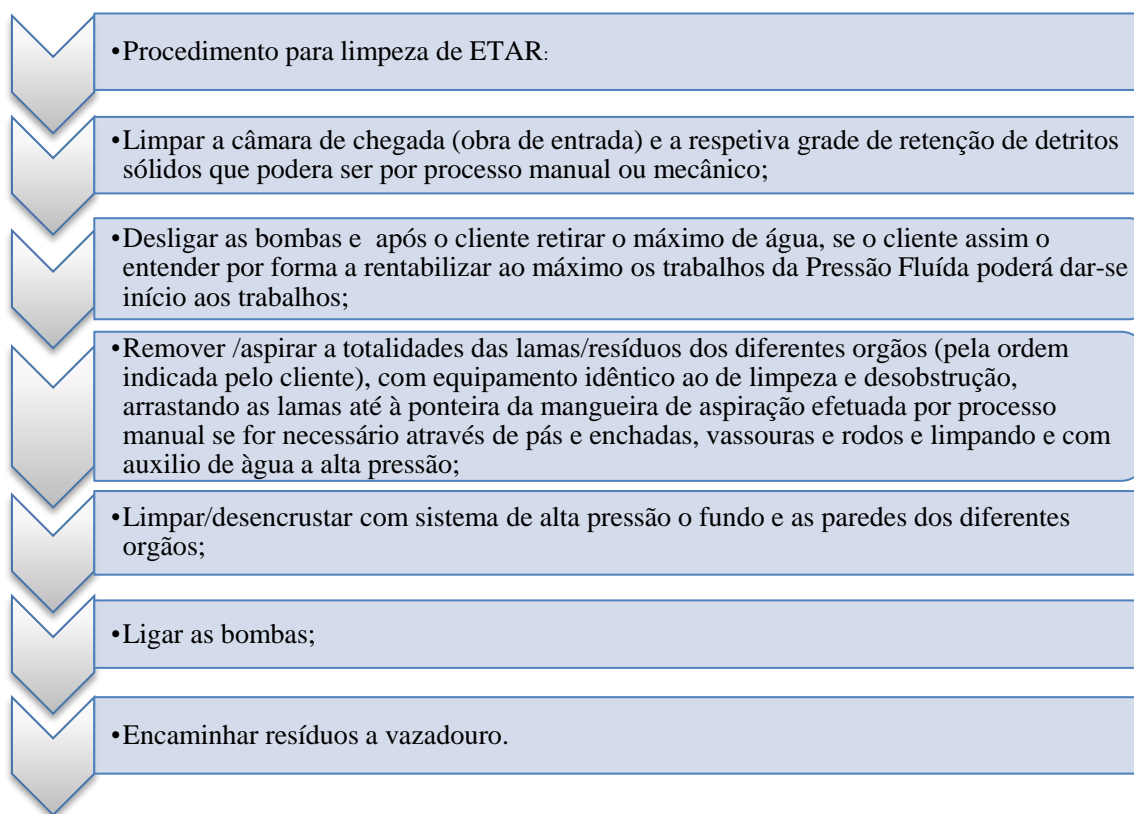 •Procedimento para limpeza de ETAR:
•Limpar a câmara de chegada (obra de entrada) e a respetiva grade de retenção de detritos
sólidos que podera ser por processo manual ou mecânico;
•Desligar as bombas e  após o cliente retirar o máximo de água, se o cliente assim o
entender por forma a rentabilizar ao máximo os trabalhos da Pressão Fluída poderá dar-se
início aos trabalhos;
•Remover /aspirar a totalidades das lamas/resíduos dos diferentes orgãos (pela ordem
indicada pelo cliente), com equipamento idêntico ao de limpeza e desobstrução,
arrastando as lamas até à ponteira da mangueira de aspiração efetuada por processo
manual se for necessário através de pás e enchadas, vassouras e rodos e limpando e com
auxilio de àgua a alta pressão;
•Limpar/desencrustar com sistema de alta pressão o fundo e as paredes dos diferentes
orgãos;
•Ligar as bombas;
•Encaminhar resíduos a vazadouro.